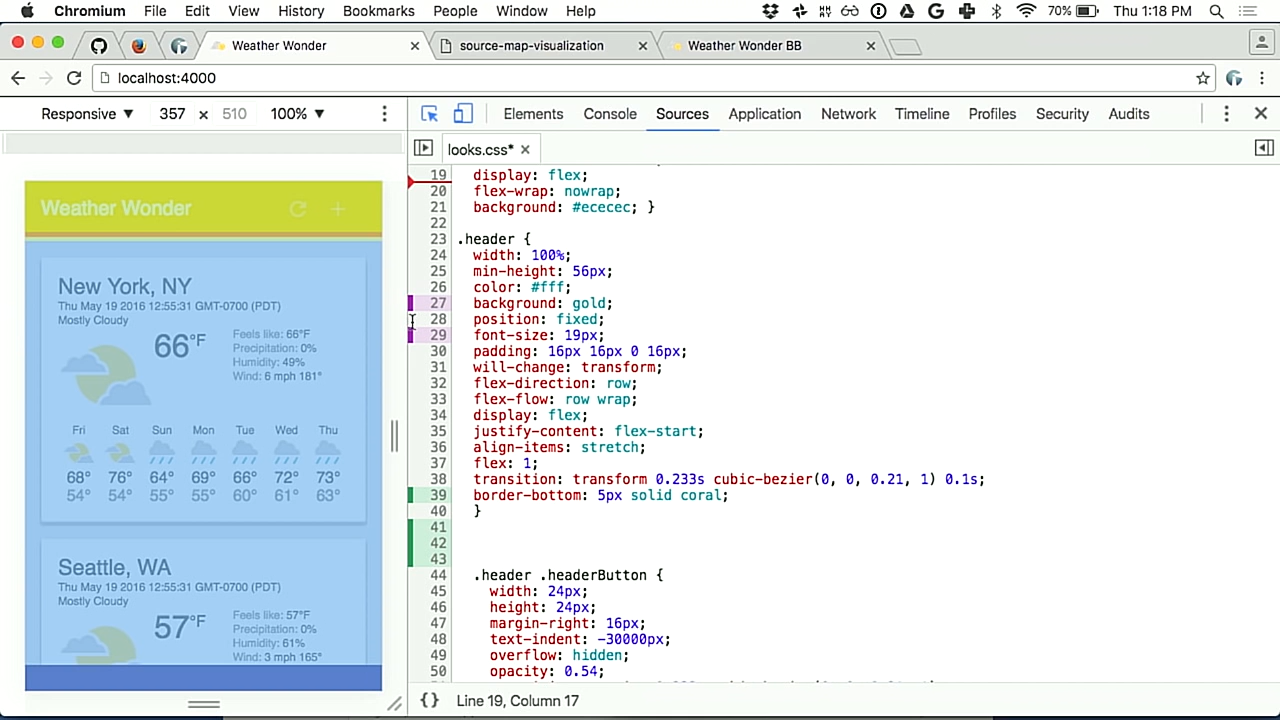 Chromium File Edit View History Bookmarks People Window Help 70% Thu 1:18 PM
Weather Wonder source-map-visualization Weather Wonder BB
localhost:4000
Responsive 357 × 510 100% Elements Console Sources Application Network Timeline Profiles Security Audits
looks.css*
Weather Wonder
New York, NY
Thu May 19 2016 12:55:31 GMT-0700 (PDT)
Mostly Cloudy
66°F
Feels like: 66°F
Precipitation: 0%
Humidity: 49%
Wind: 6 mph 181°
Fri Sat Sun Mon Tue Wed Thu
68° 76° 64° 69° 66° 72° 73°
54° 54° 55° 55° 60° 61° 63°
Seattle, WA
Thu May 19 2016 12:55:31 GMT-0700 (PDT)
Mostly Cloudy
57°F
Feels like: 57°F
Precipitation: 0%
Humidity: 61%
Wind: 3 mph 165°
19 display: flex;
20 flex-wrap: nowrap;
21 background: #ececec; }
22
23 .header {
24 width: 100%;
25 min-height: 56px;
26 color: #fff;
27 background: gold;
28 position: fixed;
29 font-size: 19px;
30 padding: 16px 16px 0 16px;
31 will-change: transform;
32 flex-direction: row;
33 flex-flow: row wrap;
34 display: flex;
35 justify-content: flex-start;
36 align-items: stretch;
37 flex: 1;
38 transition: transform 0.233s cubic-bezier(0, 0, 0.21, 1) 0.1s;
39 border-bottom: 5px solid coral;
40 }
41
42
43
44 .header .headerButton {
45 width: 24px;
46 height: 24px;
47 margin-right: 16px;
48 text-indent: -30000px;
49 overflow: hidden;
50 opacity: 0.54;
{} Line 19, Column 17